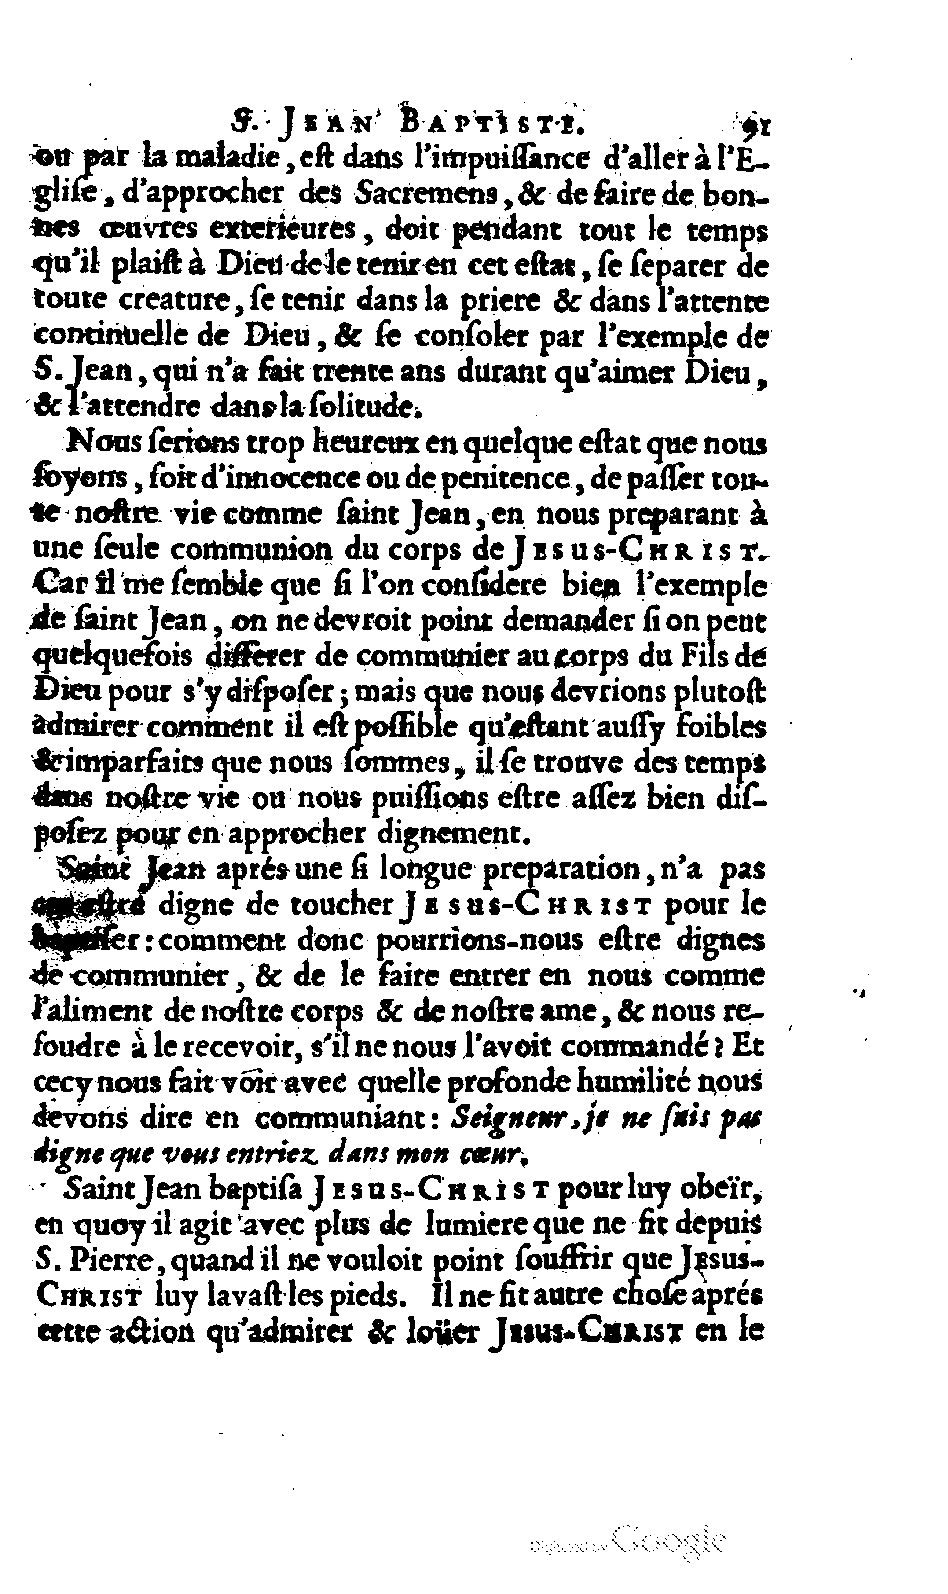 S. JEAN BAPTISTE. 91
ou par la maladie, eſt dans l'impuiſſance d'aller à l'E-
gliſe, d'approcher des Sacremens, & de faire de bon-
nes œuvres exterieures, doit pendant tout le temps
qu'il plaiſt à Dieu de le tenir en cet eſtat, ſe ſeparer de
toute creature, ſe tenir dans la priere & dans l'attente
continuelle de Dieu, & ſe conſoler par l'exemple de
S. Jean, qui n'a fait trente ans durant qu'aimer Dieu,
& l'attendre dans la ſolitude.
Nous ſerions trop heureux en quelque eſtat que nous
ſoyons, ſoit d'innocence ou de penitence, de paſſer tou-
te noſtre vie comme ſaint Jean, en nous preparant à
une ſeule communion du corps de JESUS-CHRIST.
Car il me ſemble que ſi l'on conſidere bien l'exemple
de ſaint Jean, on ne devroit point demander ſi on peut
quelquefois differer de communier au corps du Fils de
Dieu pour s'y diſpoſer; mais que nous devrions plutoſt
admirer comment il eſt poſſible qu'eſtant auſſy foibles
& imparfaits que nous ſommes, il ſe trouve des temps
dans noſtre vie ou nous puiſſions eſtre aſſez bien diſ-
poſez pour en approcher dignement.
Saint Jean aprés une ſi longue preparation, n'a pas
eſtré digne de toucher JESUS-CHRIST pour le
baptiſer: comment donc pourrions-nous eſtre dignes
de communier, & de le faire entrer en nous comme
l'aliment de noſtre corps & de noſtre ame, & nous re-
ſoudre à le recevoir, s'il ne nous l'avoit commandé? Et
cecy nous fait voir avec quelle profonde humilité nous
devons dire en communiant: Seigneur, je ne ſuis pas
digne que vous entriez dans mon cœur.
Saint Jean baptiſa JESUS-CHRIST pour luy obeïr,
en quoy il agit avec plus de lumiere que ne fit depuis
S. Pierre, quand il ne vouloit point ſouffrir que JESUS-
CHRIST luy lavaſt les pieds. Il ne fit autre choſe aprés
cette action qu'admirer & loüer JESUS-CHRIST en le
Digitized by Google